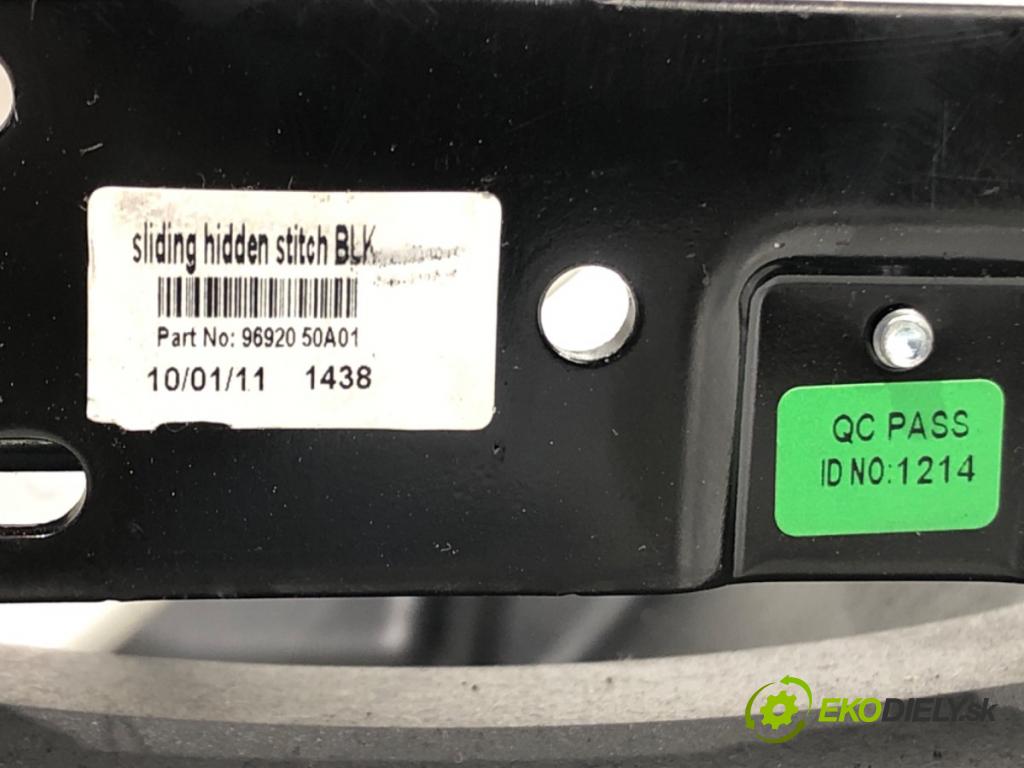 sliding hidden stitch BLK
Part No: 96920 50A01
10/01/11 1438
QC PASS
ID NO:1214
EKODIELY.sk